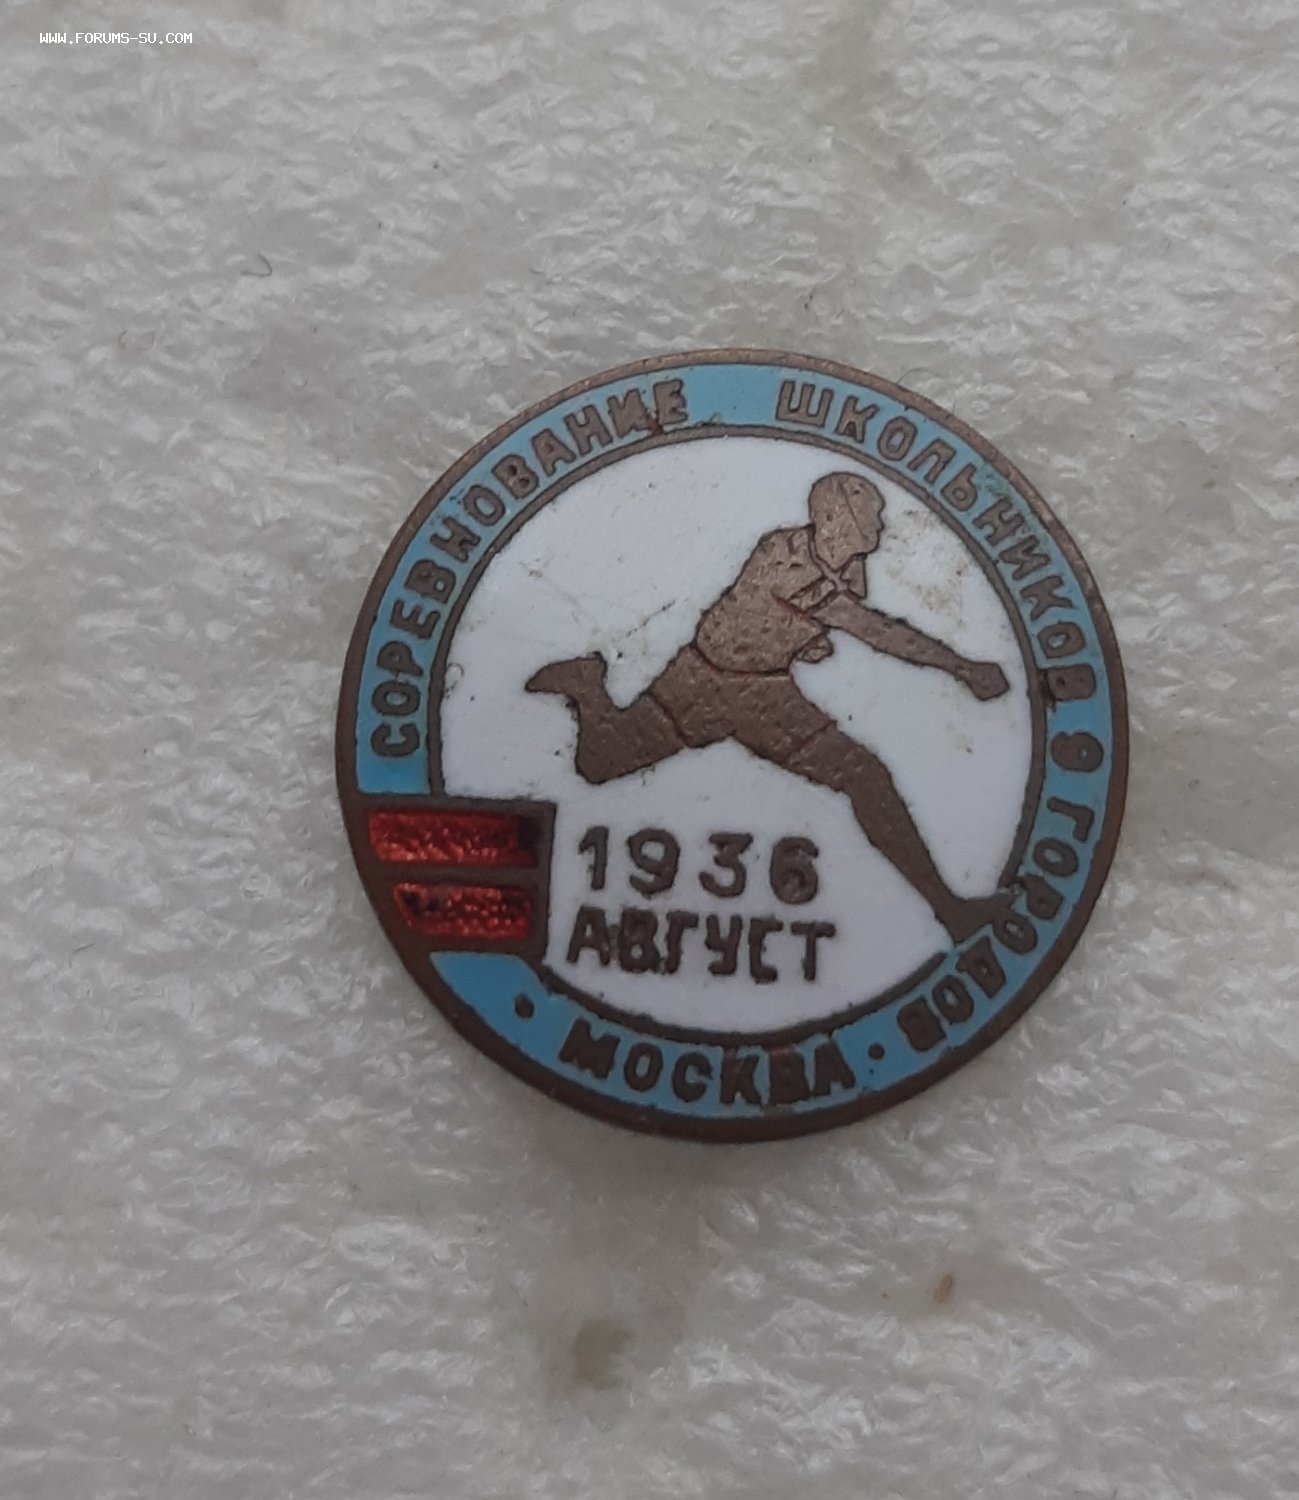 WWW.FORUMS-SU.COM
СОРЕВНОВАНИЕ ШКОЛЬНИКОВ 9 ГОРОДОВ
1936
АВГУСТ
• МОСКВА •